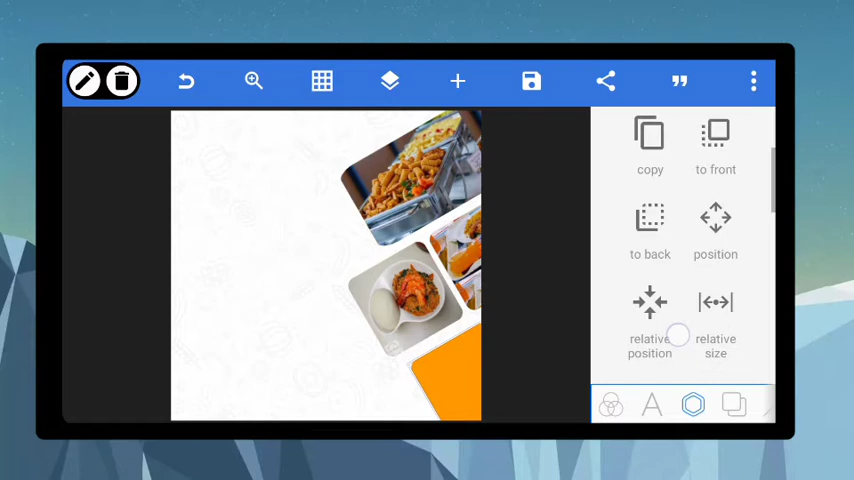 copy
to front
to back
position
relative
position
relative
size